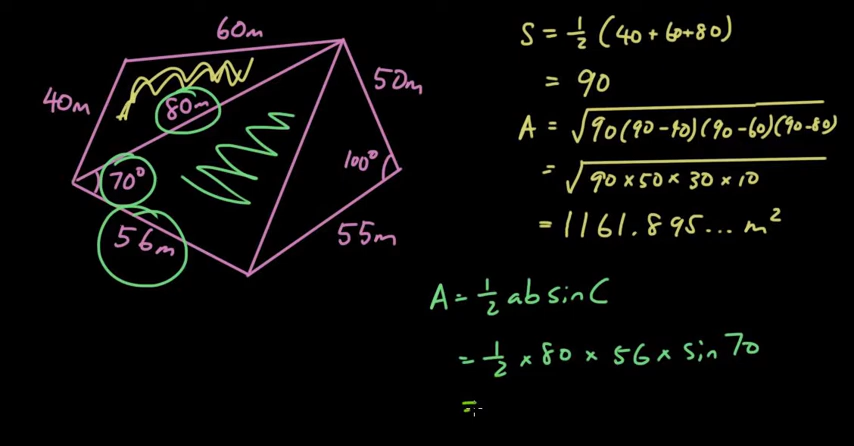 60m
40m
80m
50m
70°
100°
56m
55m
S = 1/2 (40+60+80)
= 90
A = √90(90-40)(90-60)(90-80)
= √90 × 50 × 30 × 10
= 1161.895... m²
A = 1/2 ab sin C
= 1/2 × 80 × 56 × sin 70
=